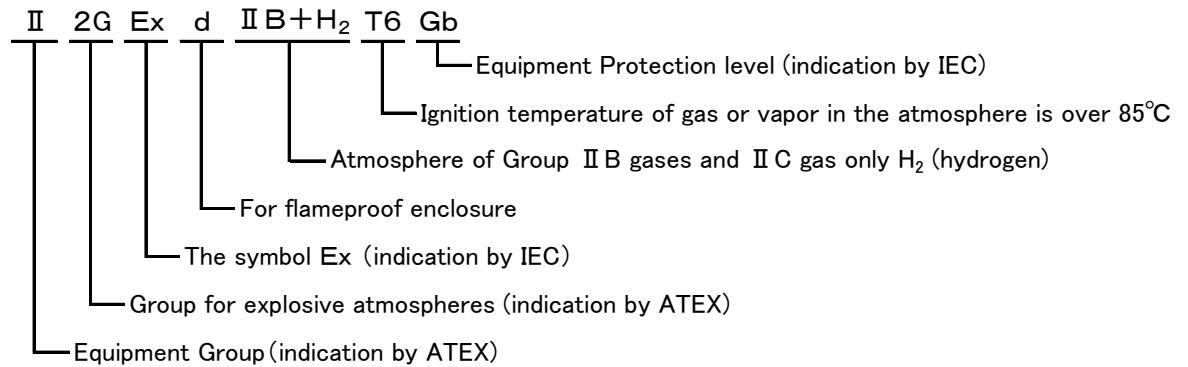 Ⅱ 2G Ex d ⅡB+H₂ T6 Gb
Equipment Protection level (indication by IEC)
Ignition temperature of gas or vapor in the atmosphere is over 85℃
Atmosphere of Group ⅡB gases and ⅡC gas only H₂ (hydrogen)
For flameproof enclosure
The symbol Ex (indication by IEC)
Group for explosive atmospheres (indication by ATEX)
Equipment Group (indication by ATEX)